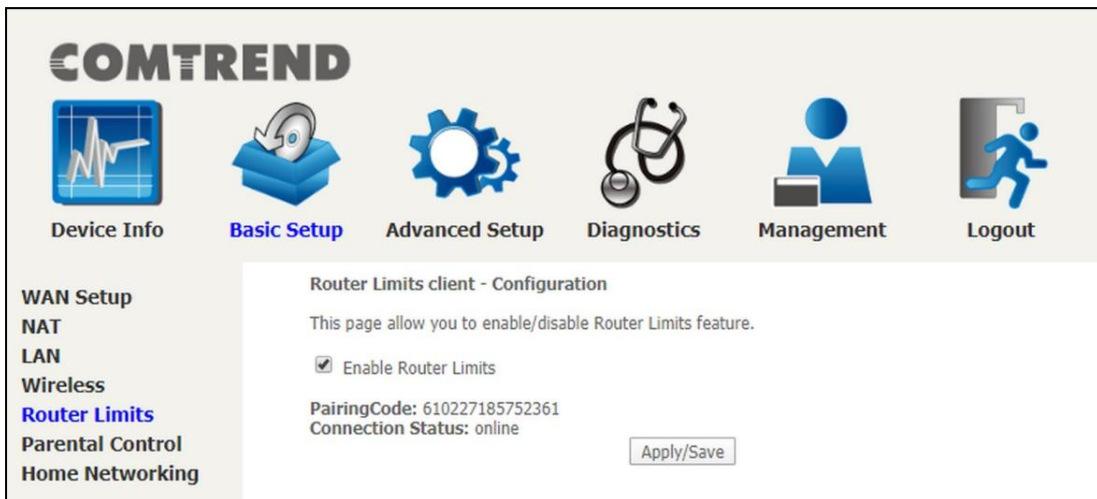 COMTREND
Device Info
Basic Setup
Advanced Setup
Diagnostics
Management
Logout
WAN Setup
NAT
LAN
Wireless
Router Limits
Parental Control
Home Networking
Router Limits client - Configuration
This page allow you to enable/disable Router Limits feature.
Enable Router Limits
PairingCode: 610227185752361
Connection Status: online
Apply/Save